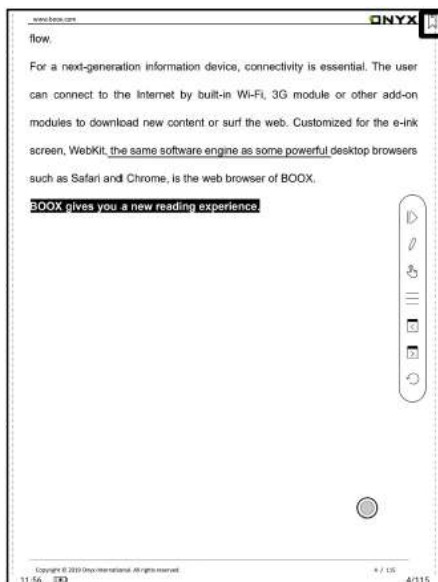 www.boox.com
ONYX
flow.
For a next-generation information device, connectivity is essential. The user
can connect to the Internet by built-in Wi-Fi, 3G module or other add-on
modules to download new content or surf the web. Customized for the e-ink
screen, WebKit, the same software engine as some powerful desktop browsers
such as Safari and Chrome, is the web browser of BOOX.
BOOX gives you a new reading experience.
Copyright © 2019 Onyx International. All rights reserved.
4 / 115
11:56
4/115